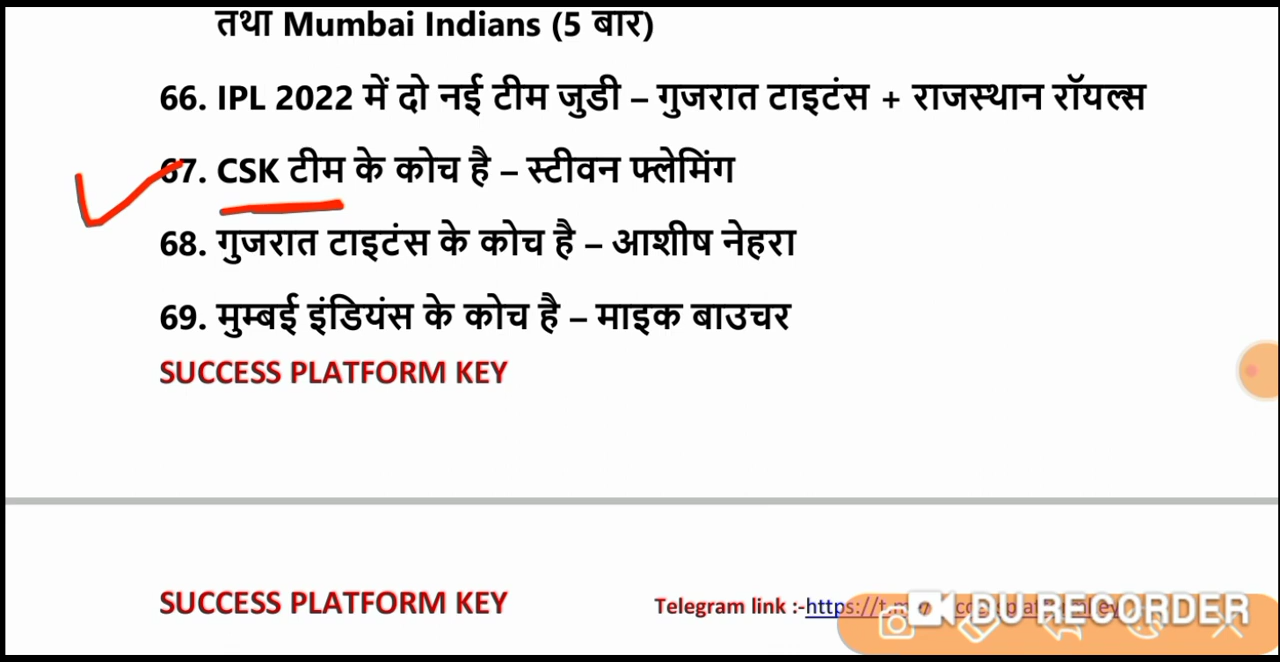 तथा Mumbai Indians (5 बार)
66. IPL 2022 में दो नई टीम जुडी – गुजरात टाइटंस + राजस्थान रॉयल्स
67. CSK टीम के कोच है – स्टीवन फ्लेमिंग
68. गुजरात टाइटंस के कोच है – आशीष नेहरा
69. मुम्बई इंडियंस के कोच है – माइक बाउचर
SUCCESS PLATFORM KEY
SUCCESS PLATFORM KEY
Telegram link :-https://t.me/
DU RECORDER